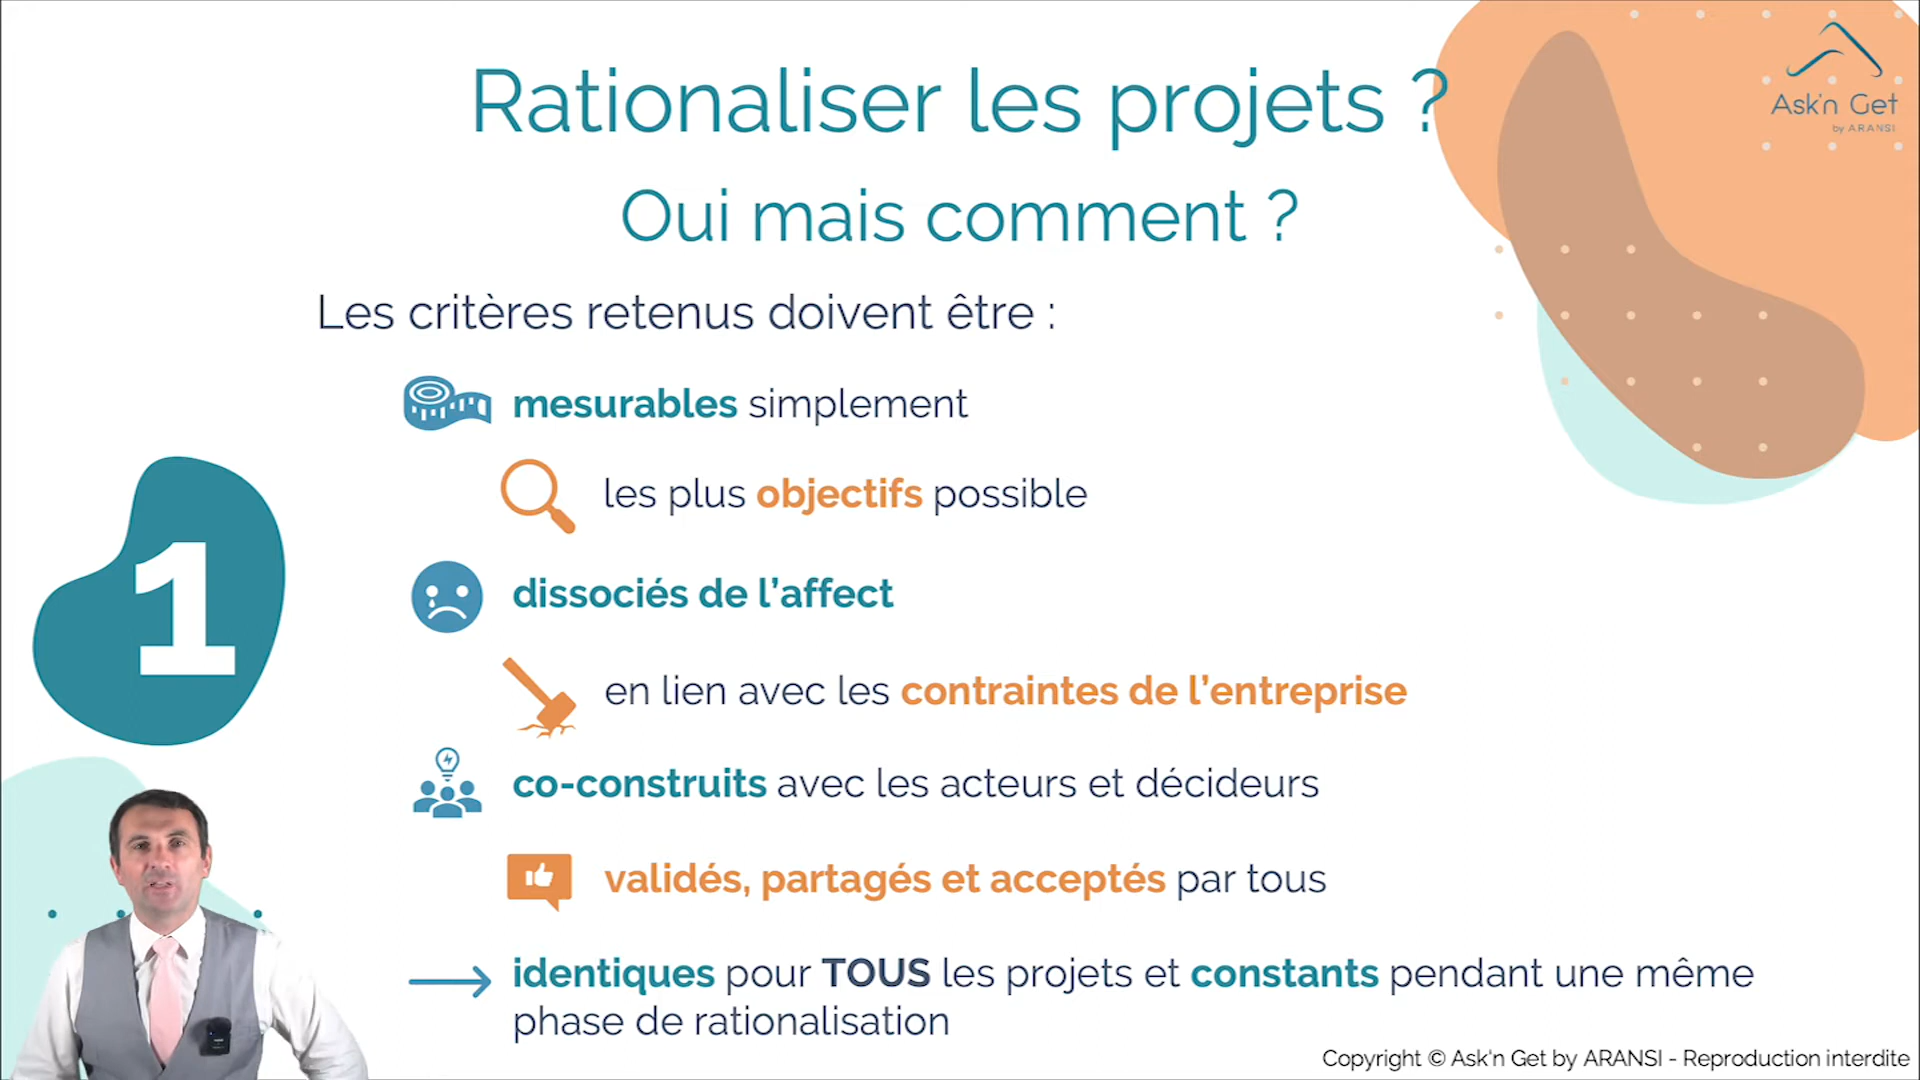 Rationaliser les projets ?
Ask'n Get
by ARANSI
Oui mais comment ?
Les critères retenus doivent être :
mesurables simplement
les plus objectifs possible
1
dissociés de l'affect
en lien avec les contraintes de l'entreprise
co-construits avec les acteurs et décideurs
validés, partagés et acceptés par tous
identiques pour TOUS les projets et constants pendant une même
phase de rationalisation
Copyright © Ask'n Get by ARANSI - Reproduction interdite